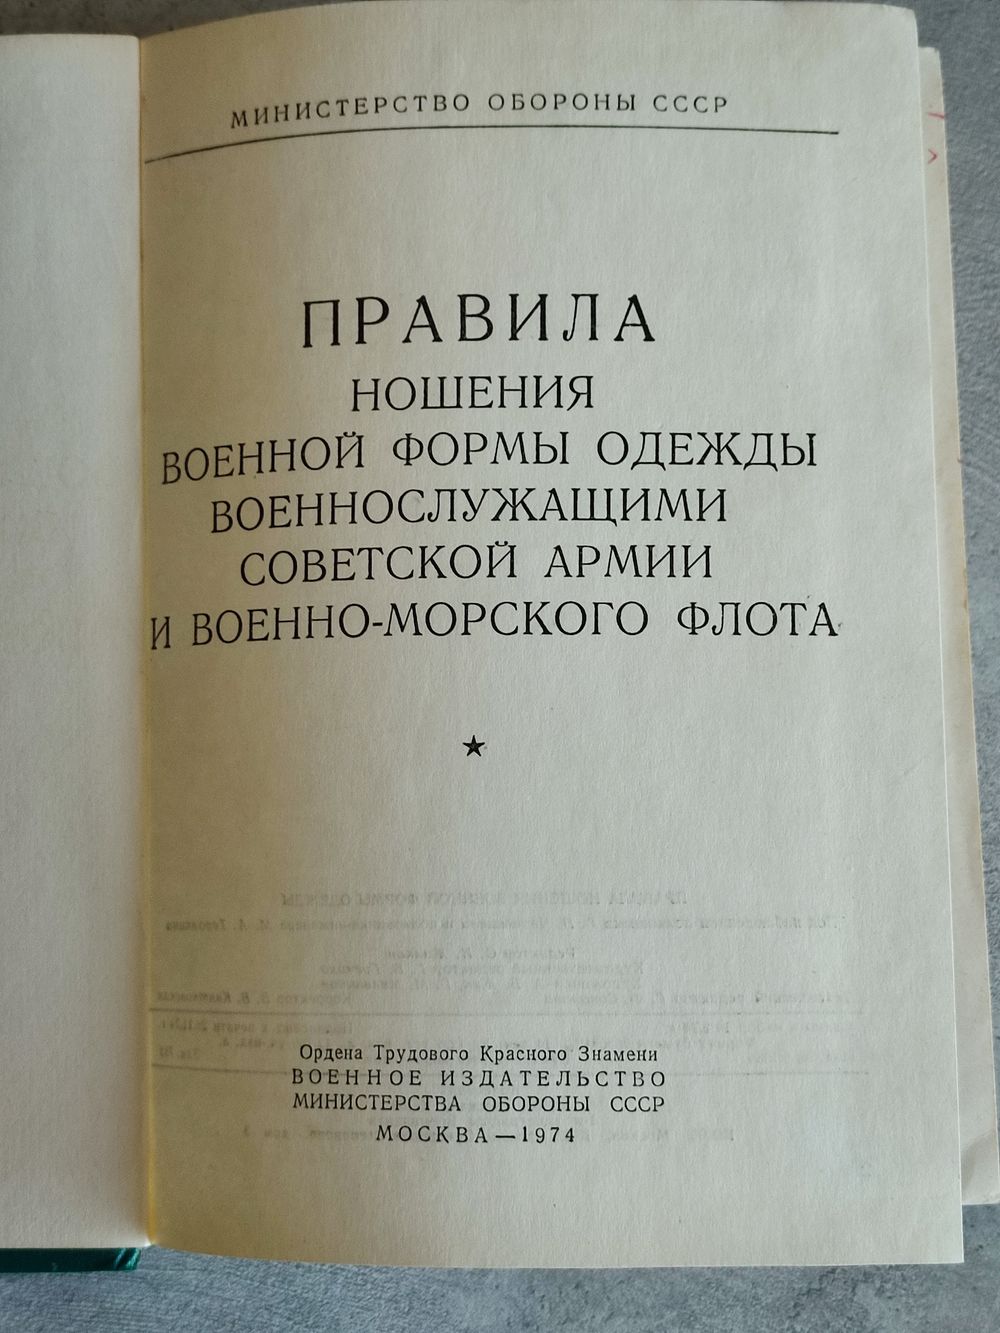 МИНИСТЕРСТВО ОБОРОНЫ СССР
ПРАВИЛА
НОШЕНИЯ
ВОЕННОЙ ФОРМЫ ОДЕЖДЫ
ВОЕННОСЛУЖАЩИМИ
СОВЕТСКОЙ АРМИИ
И ВОЕННО-МОРСКОГО ФЛОТА
Ордена Трудового Красного Знамени
ВОЕННОЕ ИЗДАТЕЛЬСТВО
МИНИСТЕРСТВА ОБОРОНЫ СССР
МОСКВА — 1974